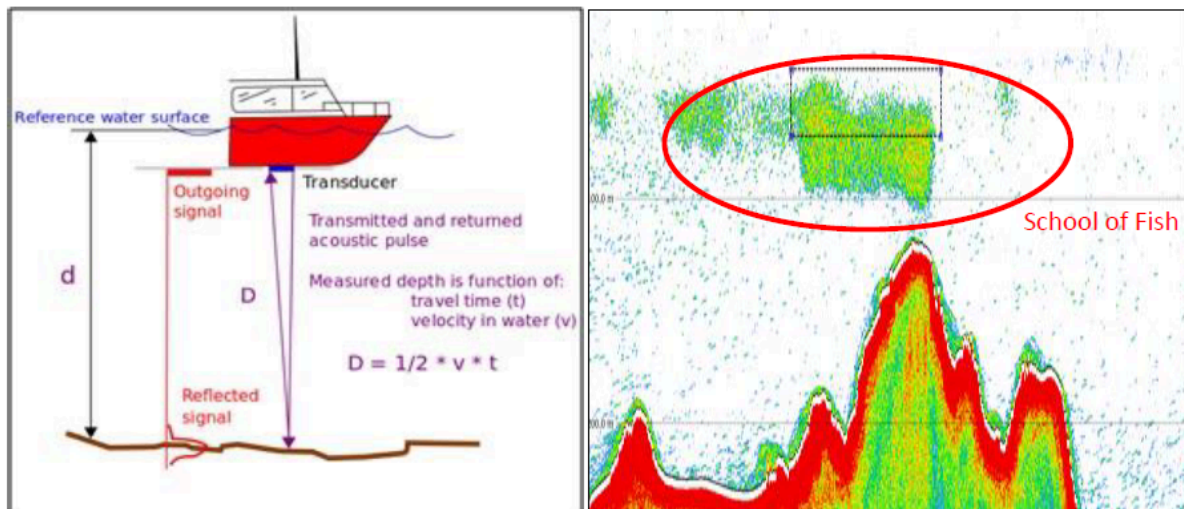 Reference water surface
Transducer
Outgoing
signal
Transmitted and returned
acoustic pulse
d
D
Measured depth is function of:
travel time (t)
velocity in water (v)
D = 1/2 * v * t
Reflected
signal
School of Fish